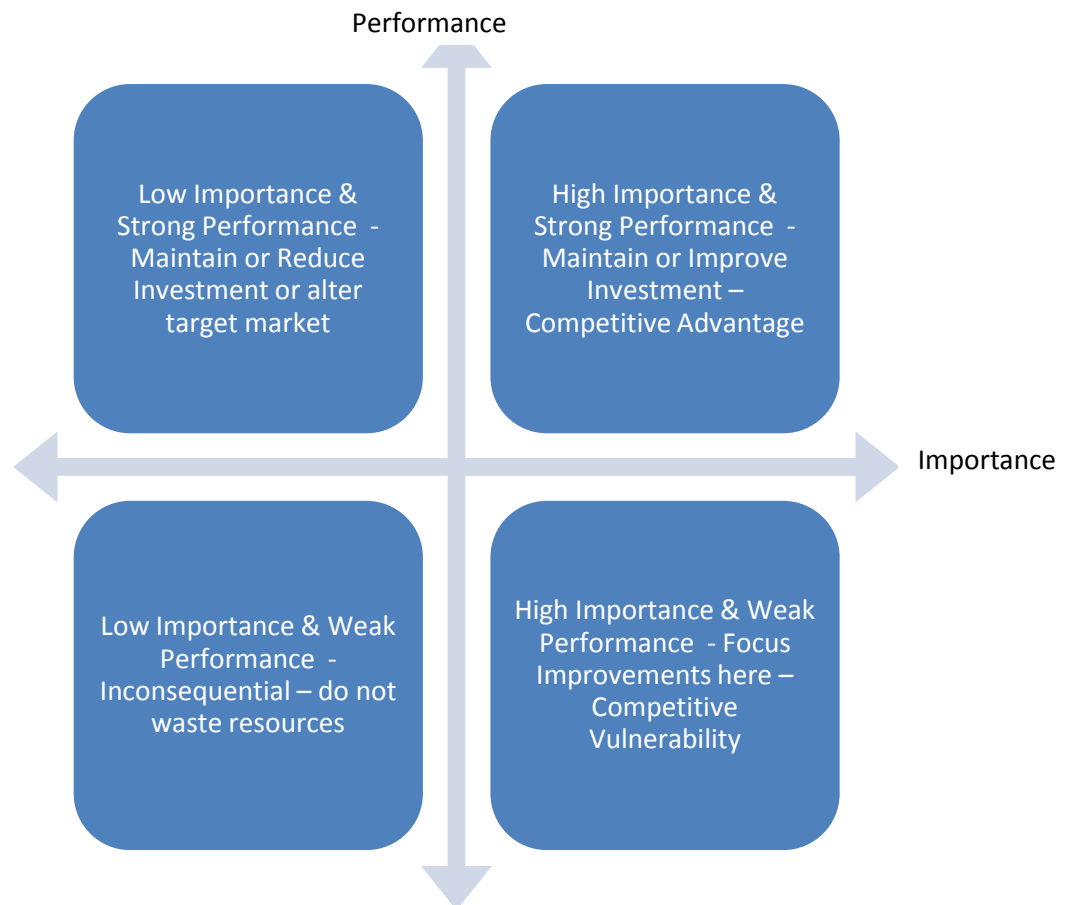 Performance
Low Importance &
Strong Performance -
Maintain or Reduce
Investment or alter
target market
High Importance &
Strong Performance -
Maintain or Improve
Investment –
Competitive Advantage
Importance
Low Importance & Weak
Performance -
Inconsequential – do not
waste resources
High Importance & Weak
Performance - Focus
Improvements here –
Competitive
Vulnerability